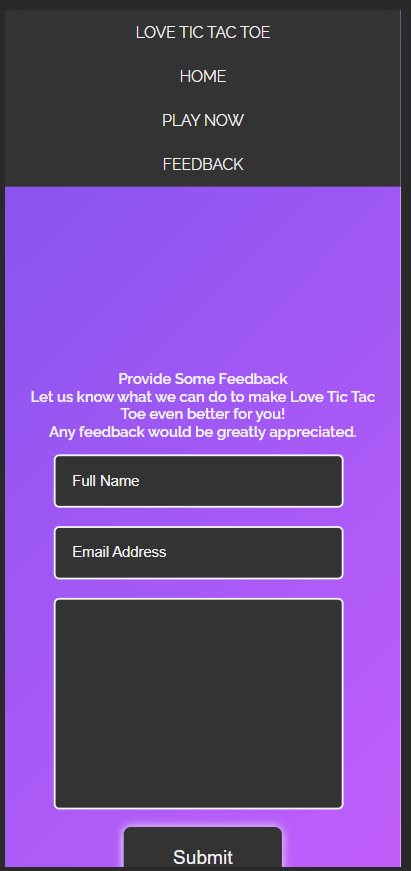 LOVE TIC TAC TOE
HOME
PLAY NOW
FEEDBACK
Provide Some Feedback
Let us know what we can do to make Love Tic Tac
Toe even better for you!
Any feedback would be greatly appreciated.
Full Name
Email Address
Submit